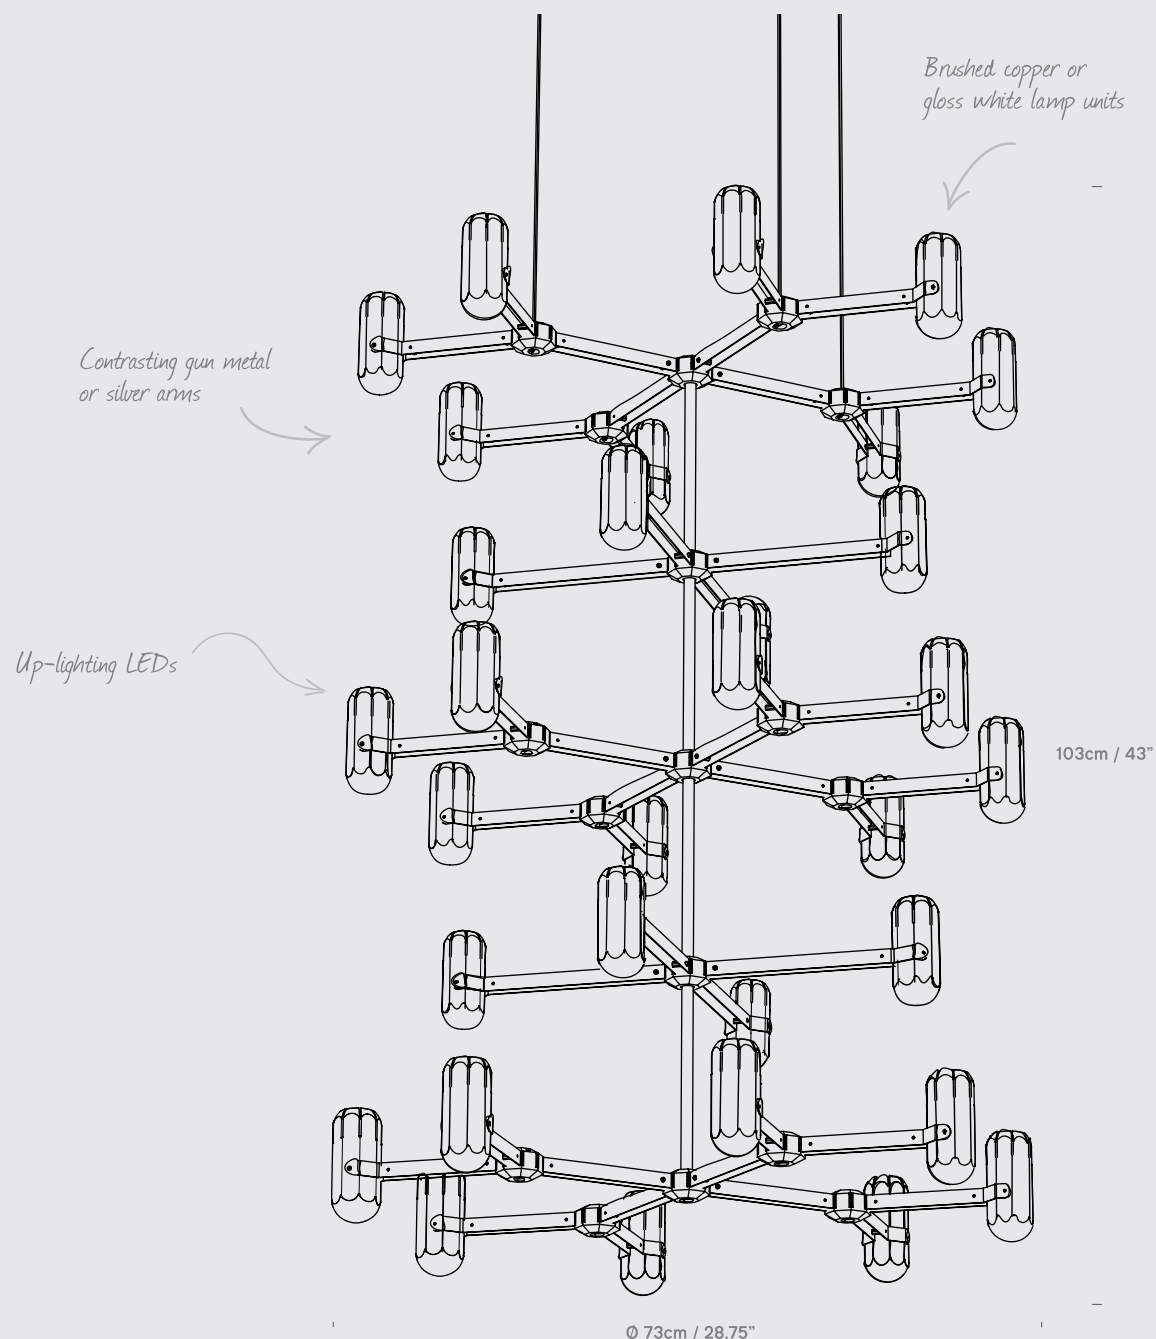 Brushed copper or
gloss white lamp units
Contrasting gun metal
or silver arms
Up-lighting LEDs
103cm / 43”
Ø 73cm / 28.75”